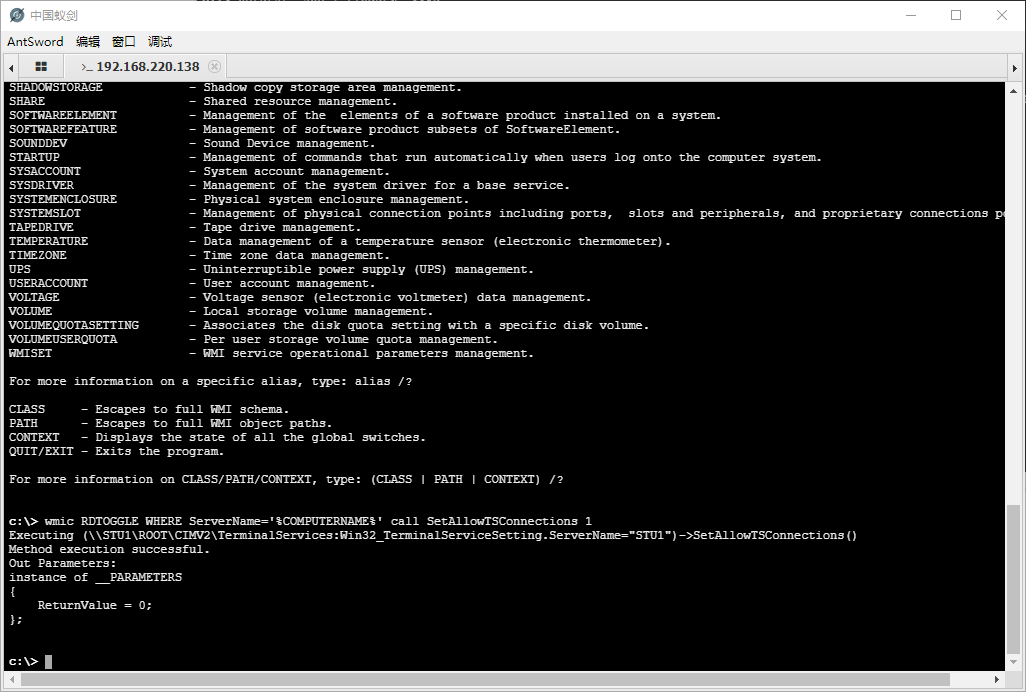 中国蚁剑
AntSword 编辑 窗口 调试
>_ 192.168.220.138
SHADOWSTORAGE - Shadow copy storage area management.
SHARE - Shared resource management.
SOFTWAREELEMENT - Management of the  elements of a software product installed on a system.
SOFTWAREFEATURE - Management of software product subsets of SoftwareElement.
SOUNDDEV - Sound Device management.
STARTUP - Management of commands that run automatically when users log onto the computer system.
SYSACCOUNT - System account management.
SYSDRIVER - Management of the system driver for a base service.
SYSTEMENCLOSURE - Physical system enclosure management.
SYSTEMSLOT - Management of physical connection points including ports,  slots and peripherals, and proprietary connections po
TAPEDRIVE - Tape drive management.
TEMPERATURE - Data management of a temperature sensor (electronic thermometer).
TIMEZONE - Time zone data management.
UPS - Uninterruptible power supply (UPS) management.
USERACCOUNT - User account management.
VOLTAGE - Voltage sensor (electronic voltmeter) data management.
VOLUME - Local storage volume management.
VOLUMEQUOTASETTING - Associates the disk quota setting with a specific disk volume.
VOLUMEUSERQUOTA - Per user storage volume quota management.
WMISET - WMI service operational parameters management.
For more information on a specific alias, type: alias /?
CLASS - Escapes to full WMI schema.
PATH - Escapes to full WMI object paths.
CONTEXT - Displays the state of all the global switches.
QUIT/EXIT - Exits the program.
For more information on CLASS/PATH/CONTEXT, type: (CLASS | PATH | CONTEXT) /?
c:\> wmic RDTOGGLE WHERE ServerName='%COMPUTERNAME%' call SetAllowTSConnections 1
Executing (\\STU1\ROOT\CIMV2\TerminalServices:Win32_TerminalServiceSetting.ServerName="STU1")->SetAllowTSConnections()
Method execution successful.
Out Parameters:
instance of __PARAMETERS
{
ReturnValue = 0;
};
c:\>